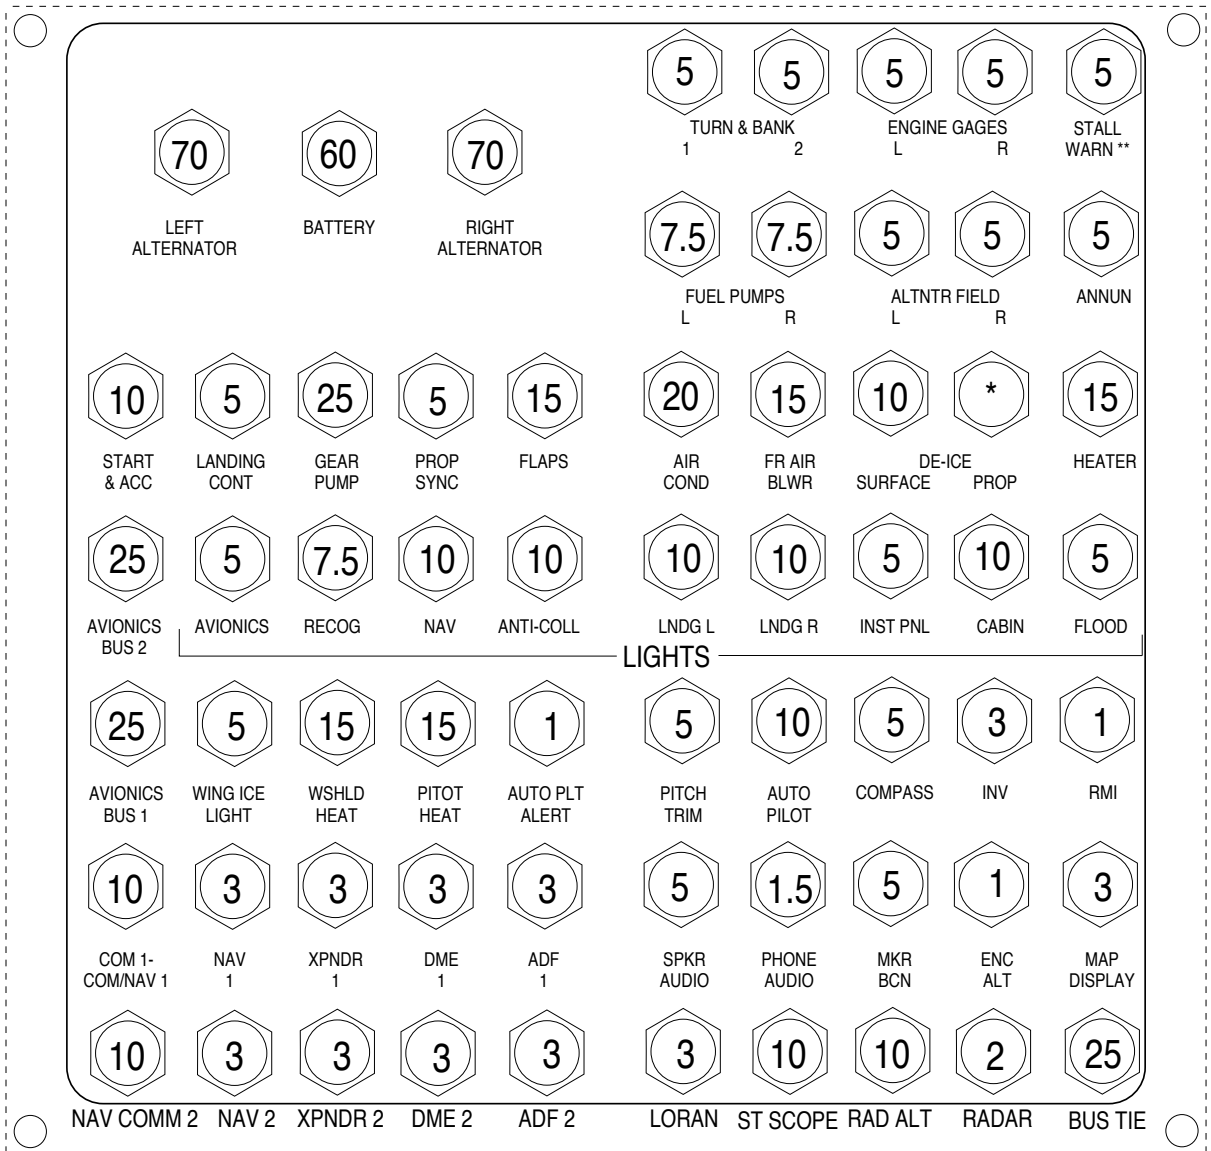 5 5 5 5 5
TURN & BANK ENGINE GAGES STALL
1 2 L R WARN **
70 60 70
LEFT BATTERY RIGHT
ALTERNATOR ALTERNATOR
7.5 7.5 5 5 5
FUEL PUMPS ALTNTR FIELD ANNUN
L R L R
10 5 25 5 15 20 15 10 * 15
START LANDING GEAR PROP FLAPS AIR FR AIR DE-ICE HEATER
& ACC CONT PUMP SYNC COND BLWR SURFACE PROP
25 5 7.5 10 10 10 10 5 10 5
AVIONICS AVIONICS RECOG NAV ANTI-COLL LNDG L LNDG R INST PNL CABIN FLOOD
BUS 2
LIGHTS
25 5 15 15 1 5 10 5 3 1
AVIONICS WING ICE WSHLD PITOT AUTO PLT PITCH AUTO COMPASS INV RMI
BUS 1 LIGHT HEAT HEAT ALERT TRIM PILOT
10 3 3 3 3 5 1.5 5 1 3
COM 1- NAV XPNDR DME ADF SPKR PHONE MKR ENC MAP
COM/NAV 1 1 1 1 1 AUDIO AUDIO BCN ALT DISPLAY
10 3 3 3 3 3 10 10 2 25
NAV COMM 2 NAV 2 XPNDR 2 DME 2 ADF 2 LORAN ST SCOPE RAD ALT RADAR BUS TIE